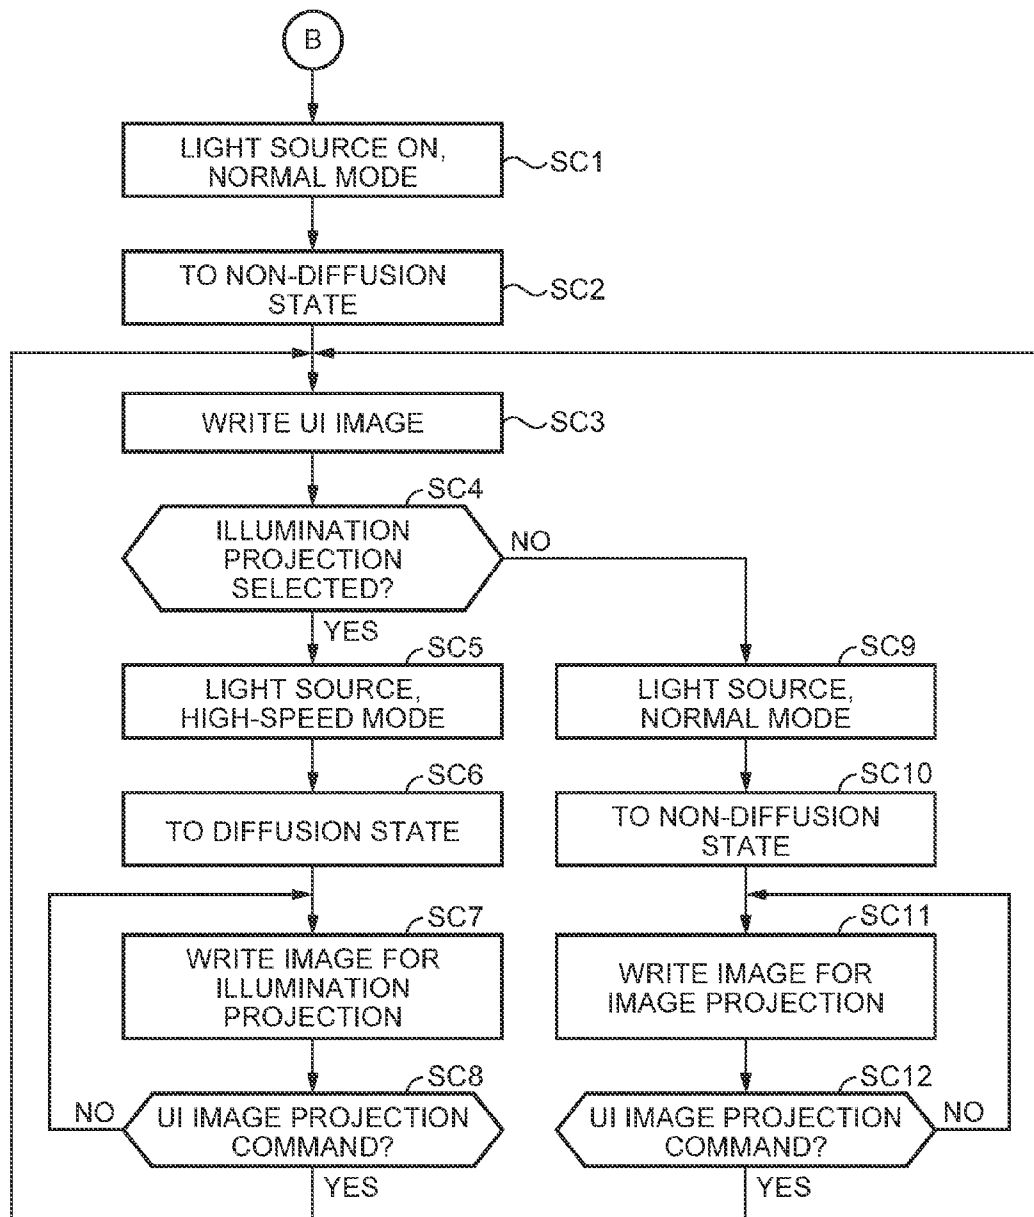 B
LIGHT SOURCE ON,
NORMAL MODE
SC1
TO NON-DIFFUSION
STATE
SC2
WRITE UI IMAGE
SC3
SC4
ILLUMINATION
PROJECTION
SELECTED?
NO
YES
SC5
LIGHT SOURCE,
HIGH-SPEED MODE
SC9
LIGHT SOURCE,
NORMAL MODE
SC6
TO DIFFUSION STATE
SC10
TO NON-DIFFUSION
STATE
SC7
WRITE IMAGE FOR
ILLUMINATION
PROJECTION
SC11
WRITE IMAGE FOR
IMAGE PROJECTION
SC8
NO
UI IMAGE PROJECTION
COMMAND?
YES
SC12
UI IMAGE PROJECTION
COMMAND?
NO
YES